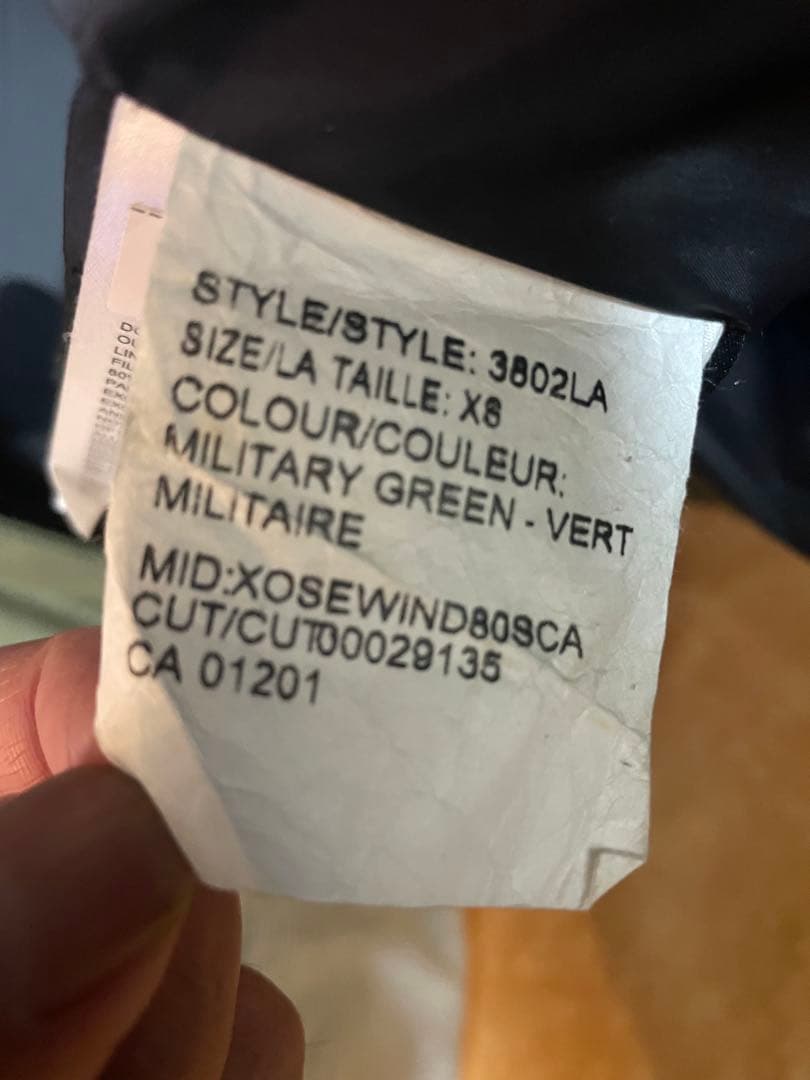 STYLE/STYLE: 3802LA
SIZE/LA TAILLE: XS
COLOUR/COULEUR:
MILITARY GREEN - VERT
MILITAIRE
MID:XOSEWIND80SCA
CUT/CUT00029135
CA 01201